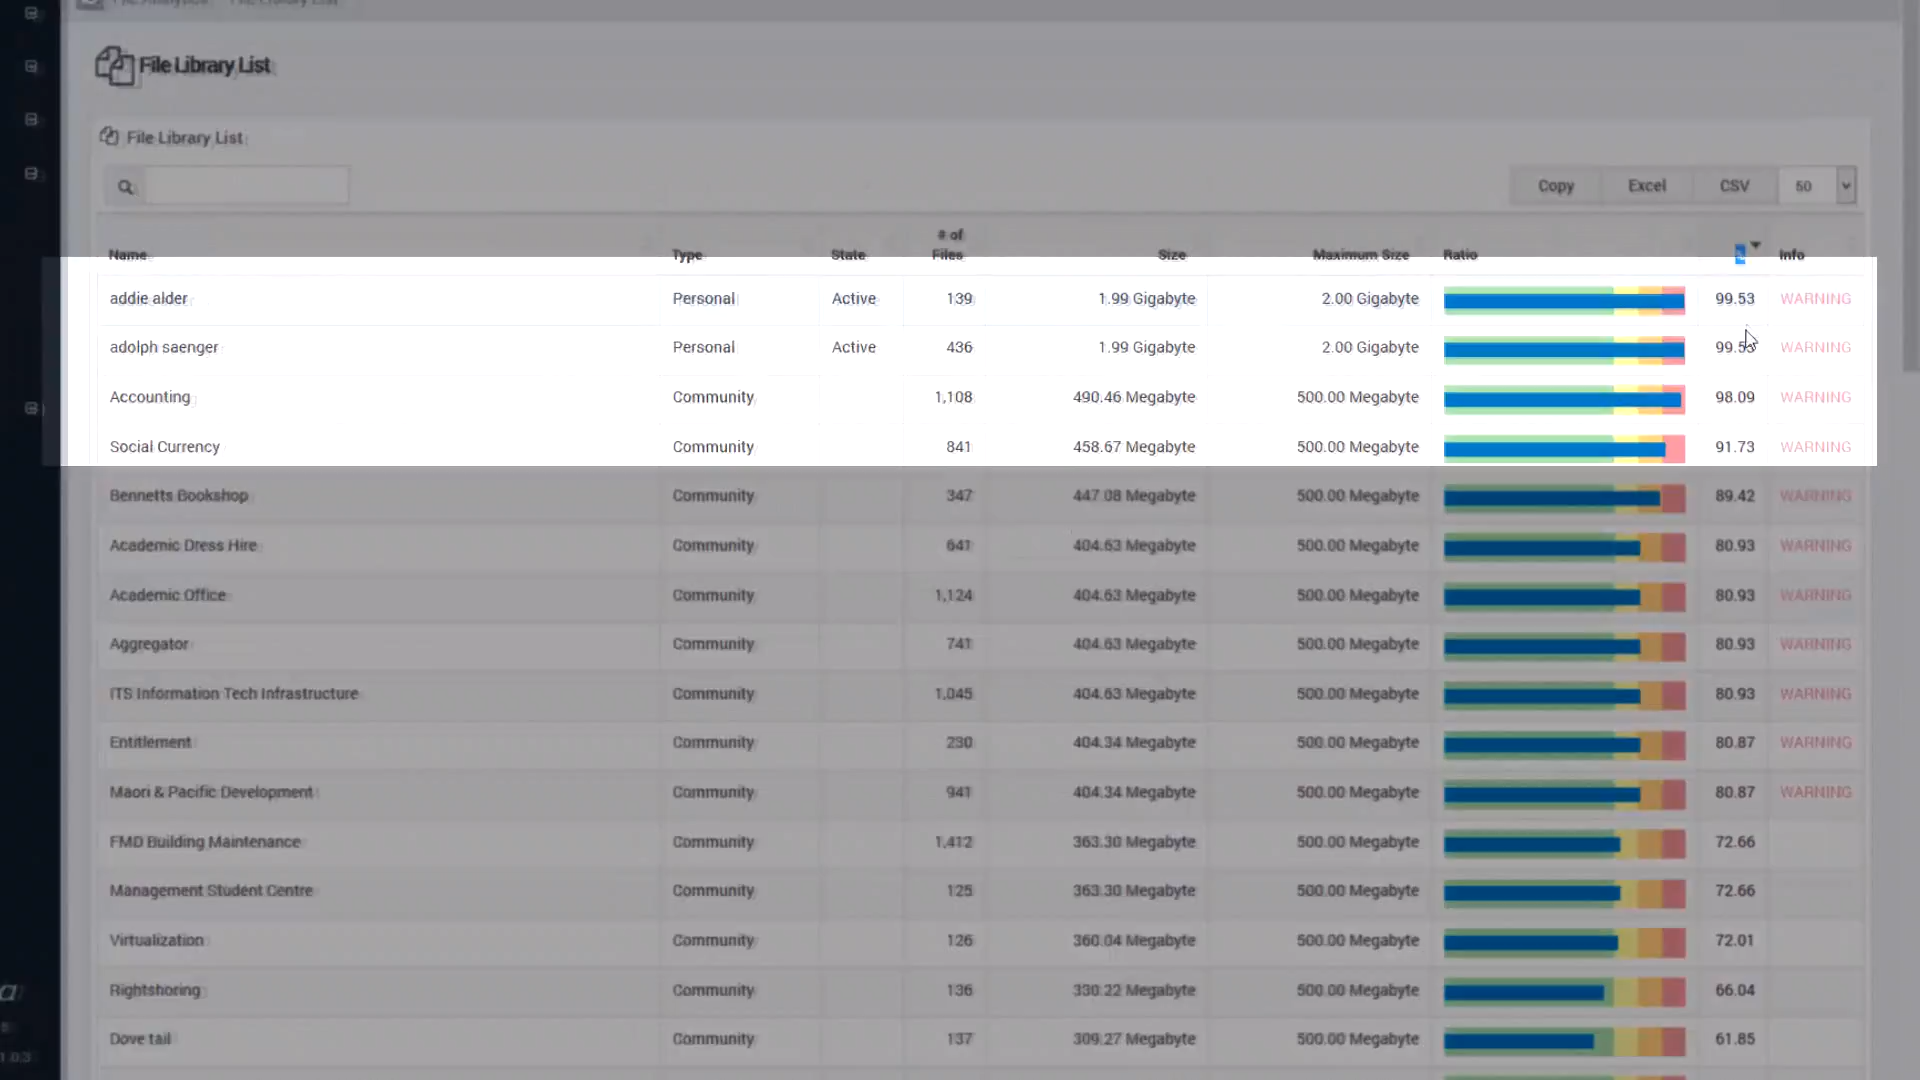 File Library List
File Library List
Copy Excel CSV 50
Name Type State # of Files Size Maximum Size Ratio % Info
addie alder Personal Active 139 1.99 Gigabyte 2.00 Gigabyte 99.53 WARNING
adolph saenger Personal Active 436 1.99 Gigabyte 2.00 Gigabyte 99.53 WARNING
Accounting Community 1,108 490.46 Megabyte 500.00 Megabyte 98.09 WARNING
Social Currency Community 841 458.67 Megabyte 500.00 Megabyte 91.73 WARNING
Bennetts Bookshop Community 347 447.08 Megabyte 500.00 Megabyte 89.42 WARNING
Academic Dress Hire Community 641 404.63 Megabyte 500.00 Megabyte 80.93 WARNING
Academic Office Community 1,124 404.63 Megabyte 500.00 Megabyte 80.93 WARNING
Aggregator Community 741 404.63 Megabyte 500.00 Megabyte 80.93 WARNING
ITS Information Tech Infrastructure Community 1,045 404.63 Megabyte 500.00 Megabyte 80.93 WARNING
Entitlement Community 230 404.34 Megabyte 500.00 Megabyte 80.87 WARNING
Maori & Pacific Development Community 941 404.34 Megabyte 500.00 Megabyte 80.87 WARNING
FMD Building Maintenance Community 1,412 363.30 Megabyte 500.00 Megabyte 72.66
Management Student Centre Community 125 363.30 Megabyte 500.00 Megabyte 72.66
Virtualization Community 126 360.04 Megabyte 500.00 Megabyte 72.01
Rightshoring Community 136 330.22 Megabyte 500.00 Megabyte 66.04
Dove tail Community 137 309.27 Megabyte 500.00 Megabyte 61.85